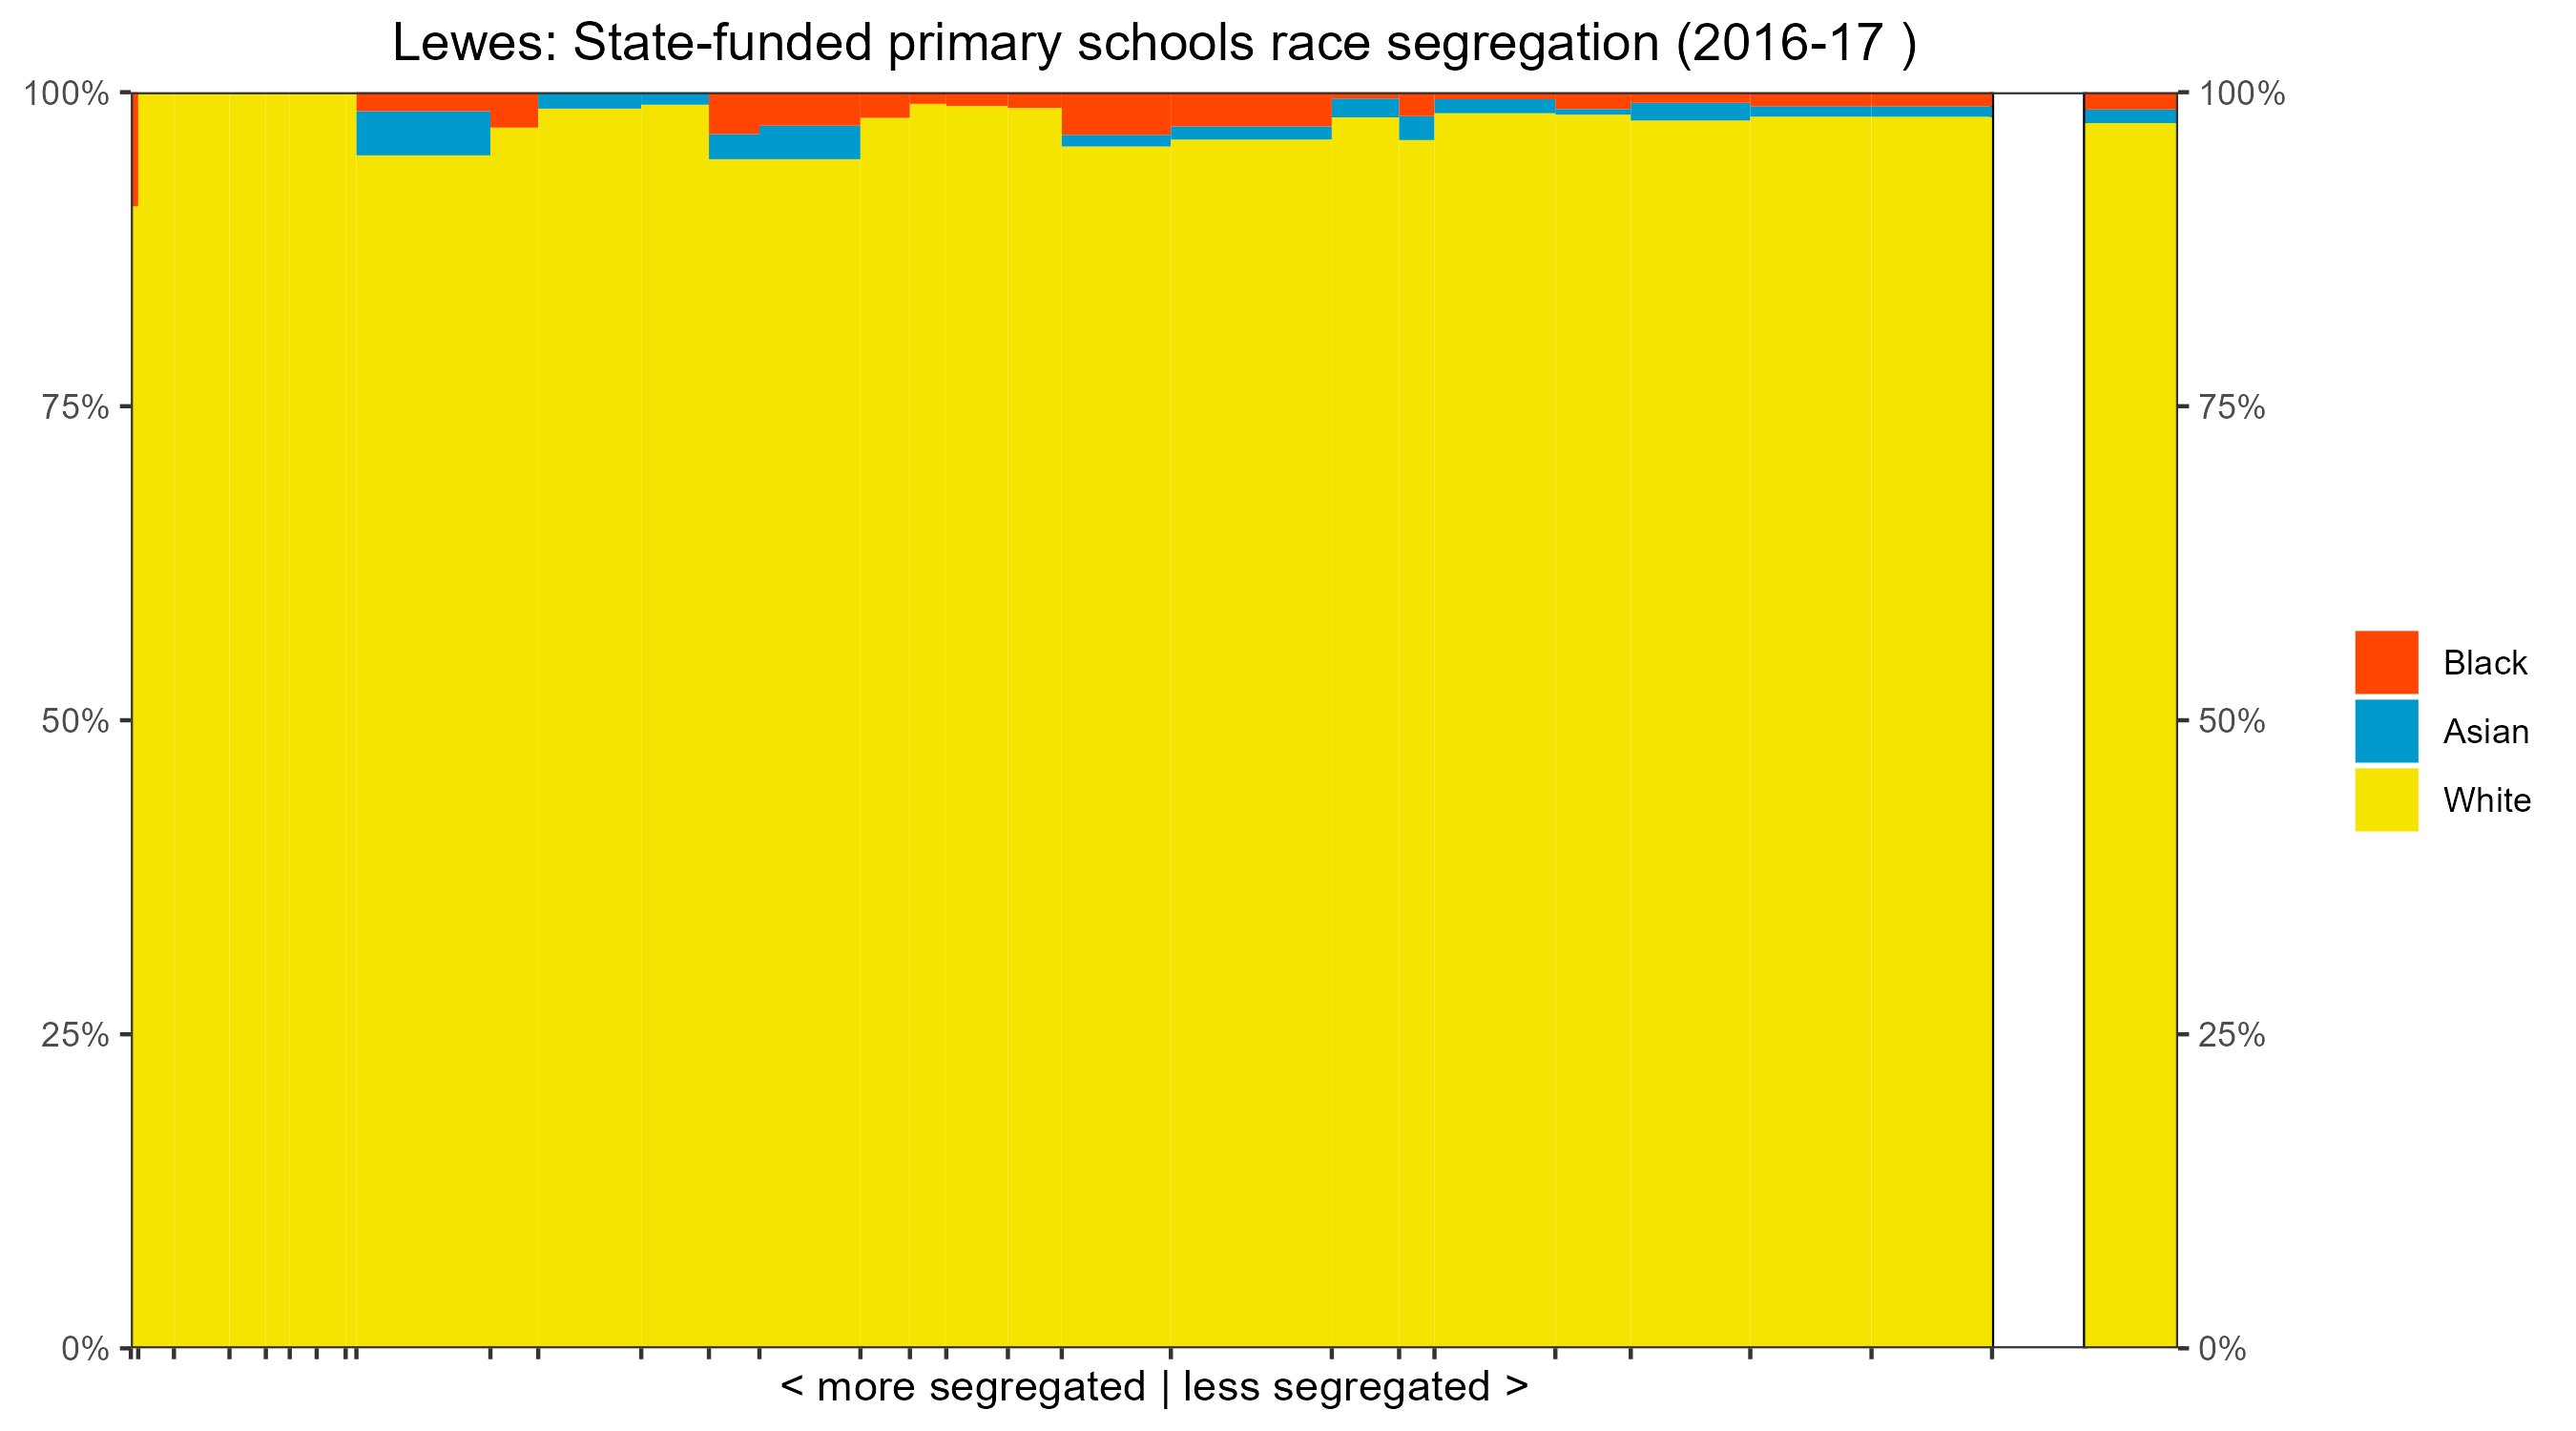 Lewes: State-funded primary schools race segregation (2016-17 )
100%
75%
50%
25%
0%
100%
75%
50%
25%
0%
Black
Asian
White
< more segregated | less segregated >